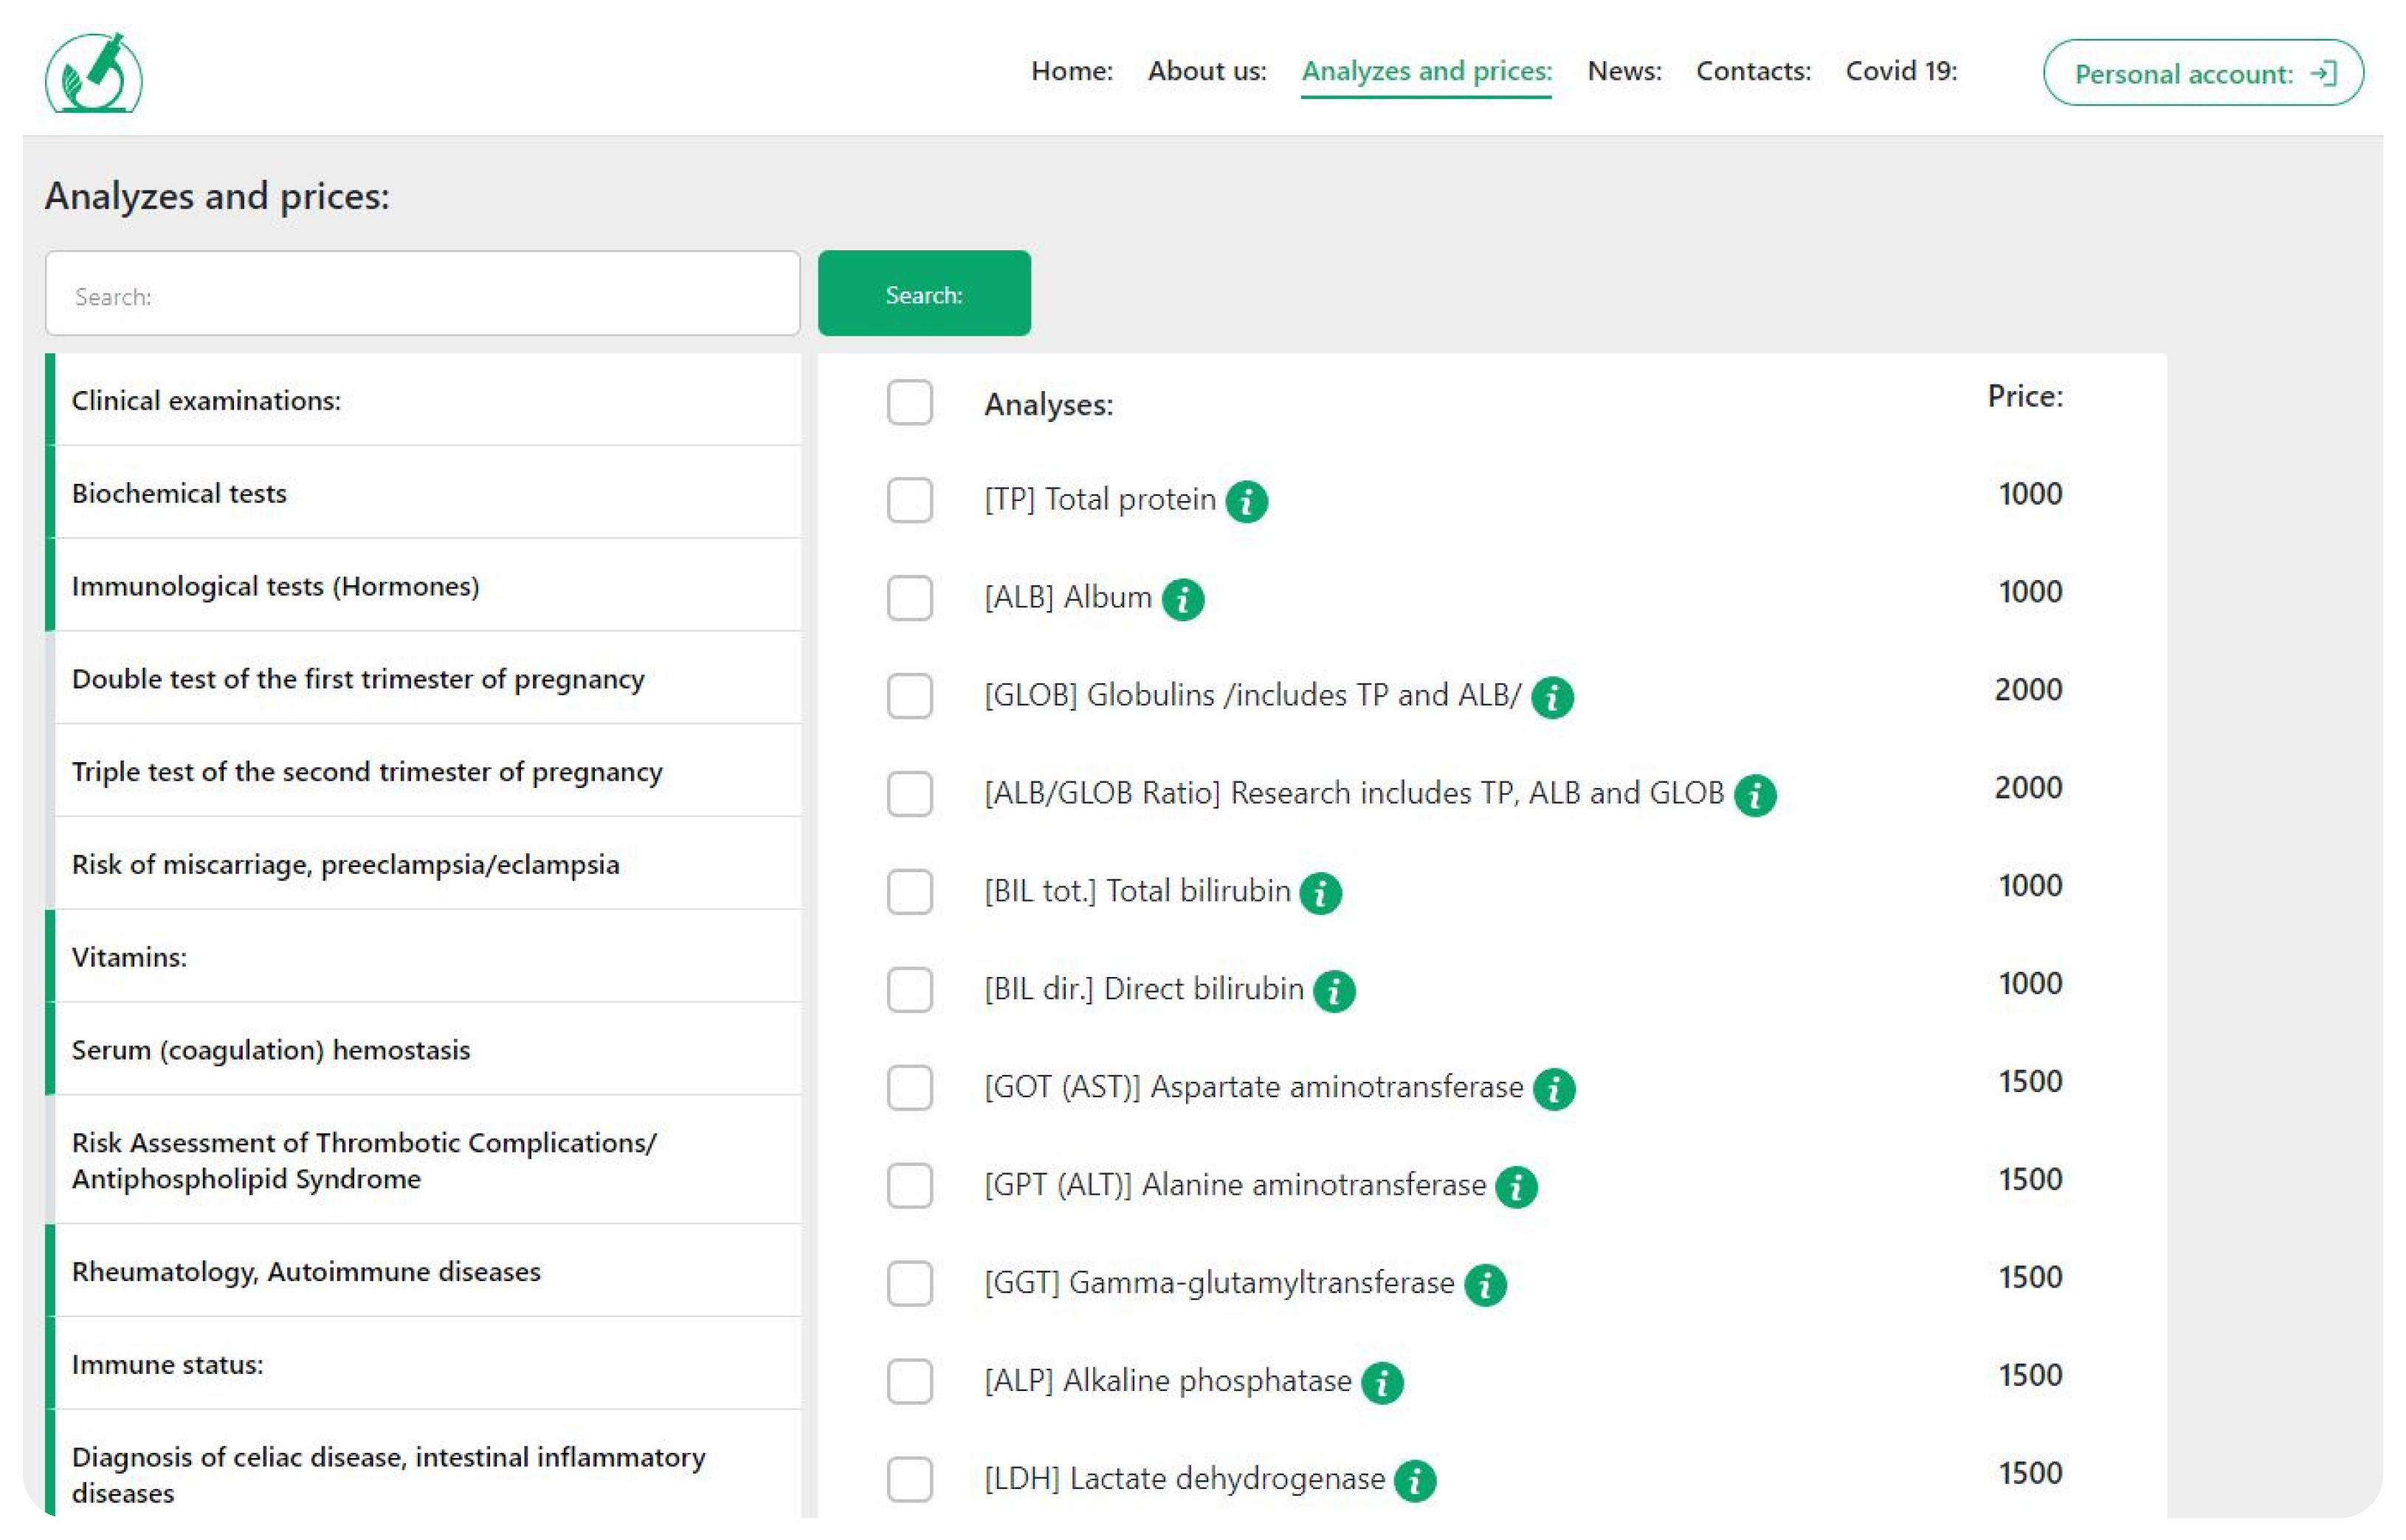 Home: About us: Analyzes and prices: News: Contacts: Covid 19: Personal account:
Analyzes and prices:
Search: Search:
Clinical examinations:
Biochemical tests
Immunological tests (Hormones)
Double test of the first trimester of pregnancy
Triple test of the second trimester of pregnancy
Risk of miscarriage, preeclampsia/eclampsia
Vitamins:
Serum (coagulation) hemostasis
Risk Assessment of Thrombotic Complications/
Antiphospholipid Syndrome
Rheumatology, Autoimmune diseases
Immune status:
Diagnosis of celiac disease, intestinal inflammatory
diseases
Analyses: Price:
[TP] Total protein i 1000
[ALB] Album i 1000
[GLOB] Globulins /includes TP and ALB/ i 2000
[ALB/GLOB Ratio] Research includes TP, ALB and GLOB i 2000
[BIL tot.] Total bilirubin i 1000
[BIL dir.] Direct bilirubin i 1000
[GOT (AST)] Aspartate aminotransferase i 1500
[GPT (ALT)] Alanine aminotransferase i 1500
[GGT] Gamma-glutamyltransferase i 1500
[ALP] Alkaline phosphatase i 1500
[LDH] Lactate dehydrogenase i 1500